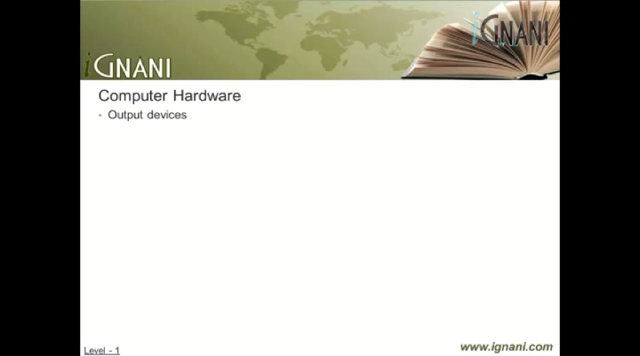 iGNANI
iGNANI
Computer Hardware
• Output devices
Level - 1
www.ignani.com